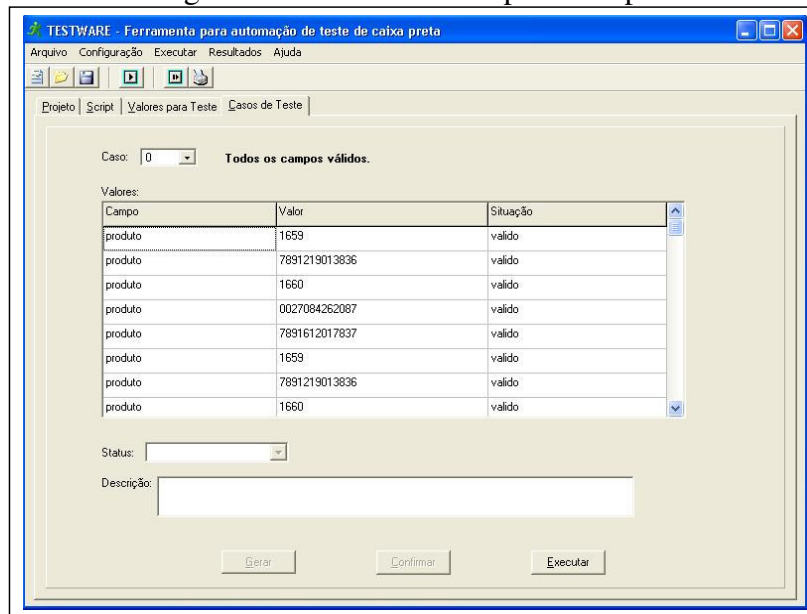 TESTWARE - Ferramenta para automação de teste de caixa preta
Arquivo Configuração Executar Resultados Ajuda
Projeto Script Valores para Teste Casos de Teste
Caso: 0 Todos os campos válidos.
Valores:
Campo Valor Situação
produto 1659 valido
produto 7891219013836 valido
produto 1660 valido
produto 0027084262087 valido
produto 7891612017837 valido
produto 1659 valido
produto 7891219013836 valido
produto 1660 valido
Status:
Descrição:
Gerar Confirmar Executar